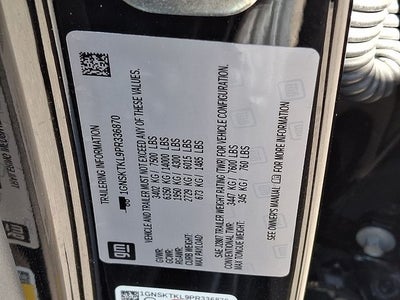 TRAILERING INFORMATION
1GNSKTKL9PR336870
VEHICLE AND TRAILER MUST NOT EXCEED ANY OF THESE VALUES.
GVWR: 3402 KG / 7500 LBS
GCWR: 6350 KG / 14000 LBS
GAWR: 1950 KG / 4300 LBS
CURB WEIGHT: 2729 KG / 6015 LBS
MAX PAYLOAD: 673 KG / 1485 LBS
SAE J2807 TRAILER WEIGHT RATING (TWR) FOR VEHICLE CONFIGURATION.
CONVENTIONAL TWR: 3447 KG / 7600 LBS
MAX TONGUE WEIGHT: 345 KG / 760 LBS
SEE OWNER'S MANUAL FOR MORE INFORMATION
gm
1GNSKTKL9PR336870